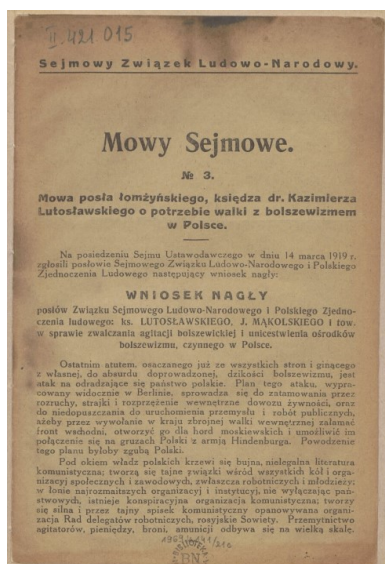 II.421 015
Sejmowy Związek Ludowo-Narodowy.
Mowy Sejmowe.
№ 3.
Mowa posła łomżyńskiego, księdza dr. Kazimierza
Lutosławskiego o potrzebie walki z bolszewizmem
w Polsce.
Na posiedzeniu Sejmu Ustawodawczego w dniu 14 marca 1919 r.
zgłosili posłowie Sejmowego Związku Ludowo-Narodowego i Polskiego
Zjednoczenia Ludowego następujący wniosek nagły:
WNIOSEK NAGŁY
posłów Związku Sejmowego Ludowo-Narodowego i Polskiego Zjedno-
czenia ludowego: ks. LUTOSŁAWSKIEGO, J. MĄKOLSKIEGO i tow.
w sprawie zwalczania agitacji bolszewickiej i unicestwienia ośrodków
bolszewizmu, czynnego w Polsce.
Ostatnim atutem, osaczanego już ze wszystkich stron i ginącego
z własnej, do absurdu doprowadzonej, dzikości bolszewizmu, jest
atak na odradzające się państwo polskie. Plan tego ataku, wypra-
cowany widocznie w Berlinie, sprowadza się do zatamowania przez
rozruchy, strajki i rozprzężenie wewnętrzne dowozu żywności, oraz
do niedopuszczania do uruchomienia przemysłu i robót publicznych,
ażeby przez wywołanie w kraju zbrojnej walki wewnętrznej załamać
front wschodni, otworzyć go dla hord moskiewskich i umożliwić im
połączenie się na gruzach Polski z armją Hindenburga. Powodzenie
tego planu byłoby zgubą Polski.
Pod okiem władz polskich krzewi się bujna, nielegalna literatura
komunistyczna; tworzą się tajne związki wśród wszystkich kół i orga-
nizacyj społecznych i zawodowych, zwłaszcza robotniczych i młodzieży;
w łonie najrozmaitszych organizacyj i instytucyj, nie wyłączając pań-
stwowych, istnieje konspiracyjna organizacja komunistyczna; tworzy
się silna i przez tajny spisek komunistyczny opanowywana organi-
zacja Rad delegatów robotniczych, rosyjskie Sowiety. Przemytnictwo
agitatorów, pieniędzy, broni, amunicji odbywa się na wielką skalę.
BN